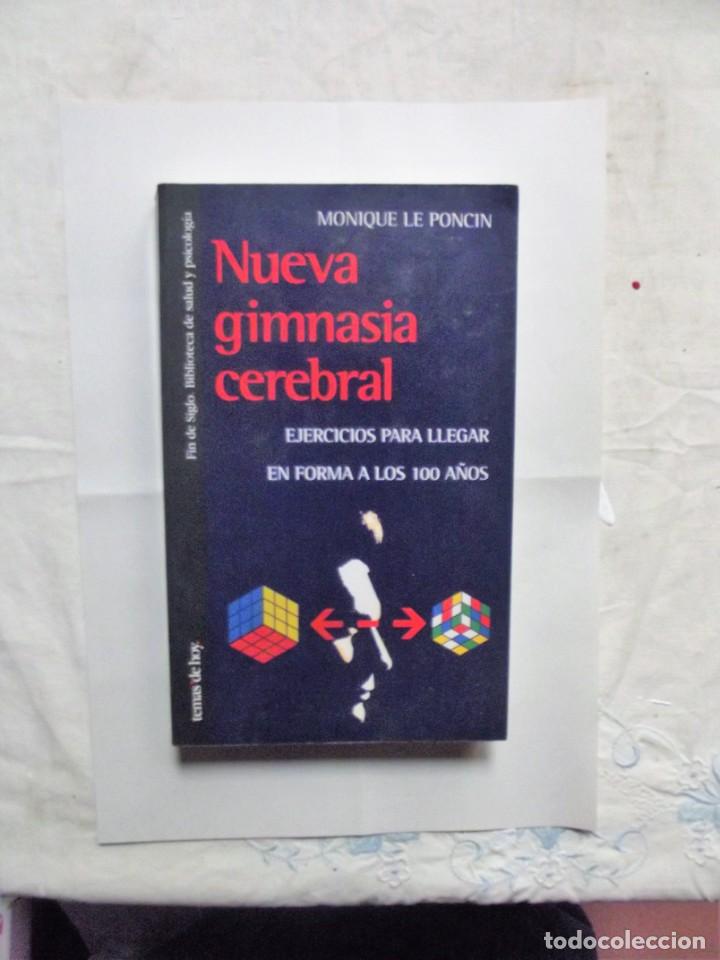 MONIQUE LE PONCIN
Nueva
gimnasia
cerebral
EJERCICIOS PARA LLEGAR
EN FORMA A LOS 100 AÑOS
Fin de Siglo. Biblioteca de salud y psicología
temas'de hoy.
todocoleccion